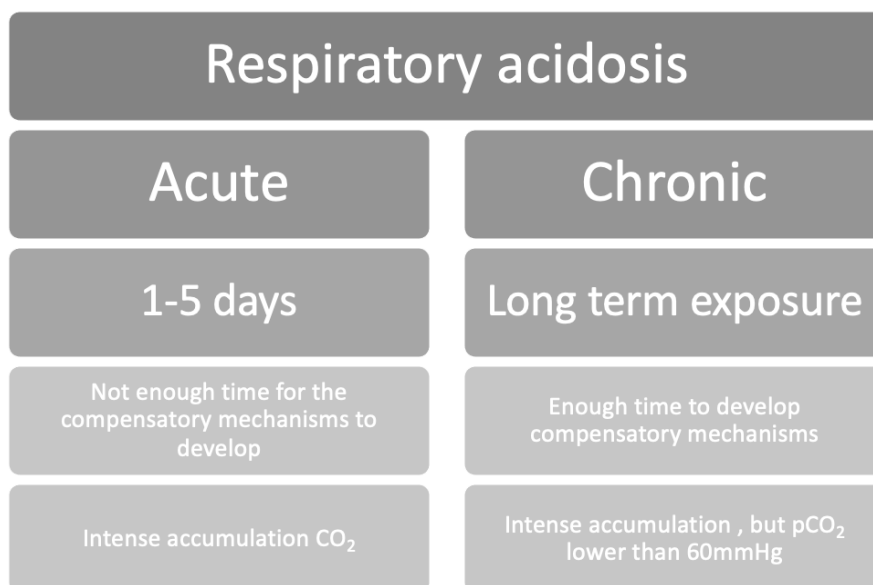 Respiratory acidosis
Acute
Chronic
1-5 days
Long term exposure
Not enough time for the
compensatory mechanisms to
develop
Enough time to develop
compensatory mechanisms
Intense accumulation CO₂
Intense accumulation , but pCO₂
lower than 60mmHg